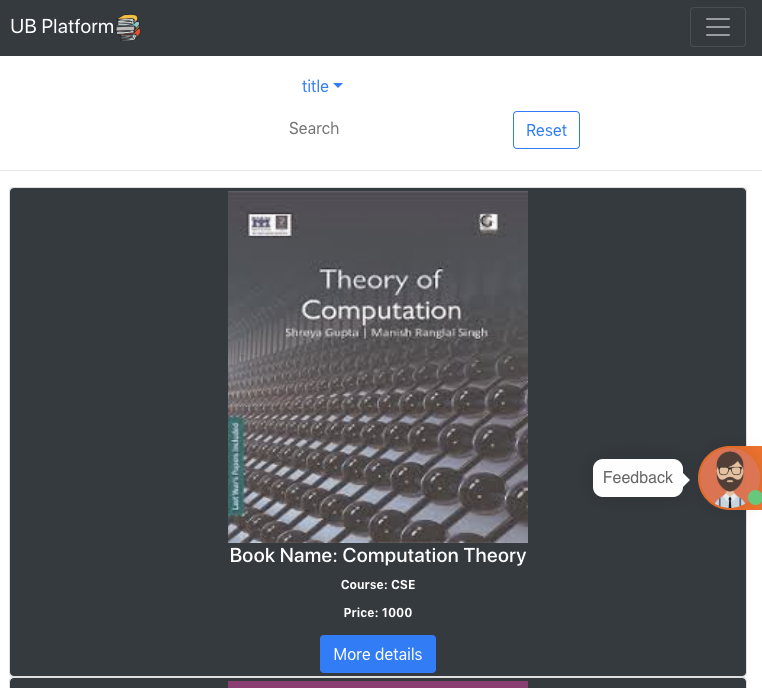 UB Platform
title
Search
Reset
Theory of
Computation
Shreya Gupta | Manish Ranglal Singh
Last Year's Papers Included
Feedback
Book Name: Computation Theory
Course: CSE
Price: 1000
More details